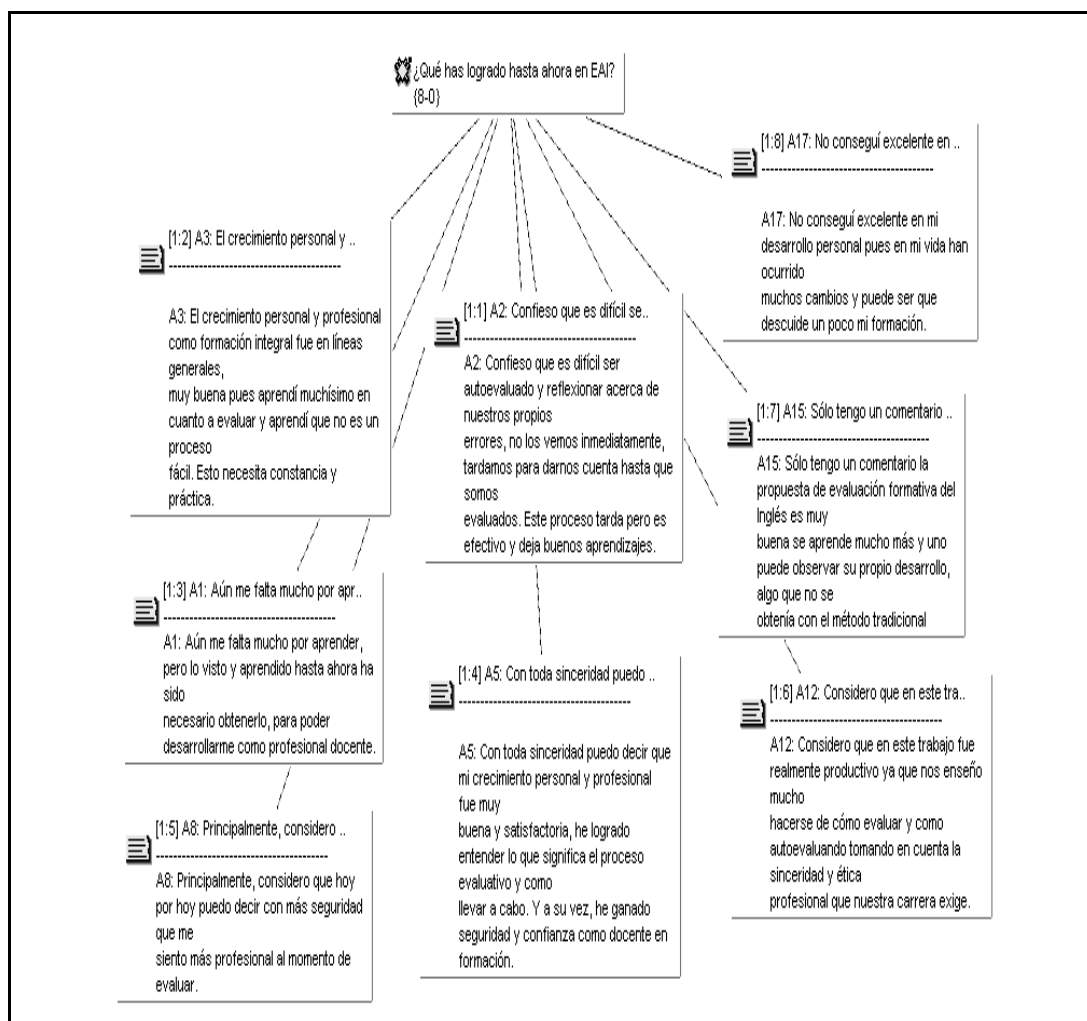 ¿Qué has logrado hasta ahora en EAI?
{8-0}
[1:8] A17: No conseguí excelente en ..
----------------------------------------
A17: No conseguí excelente en mi
desarrollo personal pues en mi vida han
ocurrido
muchos cambios y puede ser que
descuide un poco mi formación.
[1:2] A3: El crecimiento personal y ..
----------------------------------------
A3: El crecimiento personal y profesional
como formación integral fue en líneas
generales,
muy buena pues aprendí muchísimo en
cuanto a evaluar y aprendí que no es un
proceso
fácil. Esto necesita constancia y
práctica.
[1:1] A2: Confieso que es difícil se..
----------------------------------------
A2: Confieso que es difícil ser
autoevaluado y reflexionar acerca de
nuestros propios
errores, no los vemos inmediatamente,
tardamos para darnos cuenta hasta que
somos
evaluados. Este proceso tarda pero es
efectivo y deja buenos aprendizajes.
[1:7] A15: Sólo tengo un comentario ..
----------------------------------------
A15: Sólo tengo un comentario la
propuesta de evaluación formativa del
Inglés es muy
buena se aprende mucho más y uno
puede observar su propio desarrollo,
algo que no se
obtenía con el método tradicional
[1:3] A1: Aún me falta mucho por apr..
----------------------------------------
A1: Aún me falta mucho por aprender,
pero lo visto y aprendido hasta ahora ha
sido
necesario obtenerlo, para poder
desarrollarme como profesional docente.
[1:4] A5: Con toda sinceridad puedo ..
----------------------------------------
A5: Con toda sinceridad puedo decir que
mi crecimiento personal y profesional
fue muy
buena y satisfactoria, he logrado
entender lo que significa el proceso
evaluativo y como
llevar a cabo. Y a su vez, he ganado
seguridad y confianza como docente en
formación.
[1:6] A12: Considero que en este tra..
----------------------------------------
A12: Considero que en este trabajo fue
realmente productivo ya que nos enseño
mucho
hacerse de cómo evaluar y como
autoevaluando tomando en cuenta la
sinceridad y ética
profesional que nuestra carrera exige.
[1:5] A8: Principalmente, considero ..
----------------------------------------
A8: Principalmente, considero que hoy
por hoy puedo decir con más seguridad
que me
siento más profesional al momento de
evaluar.